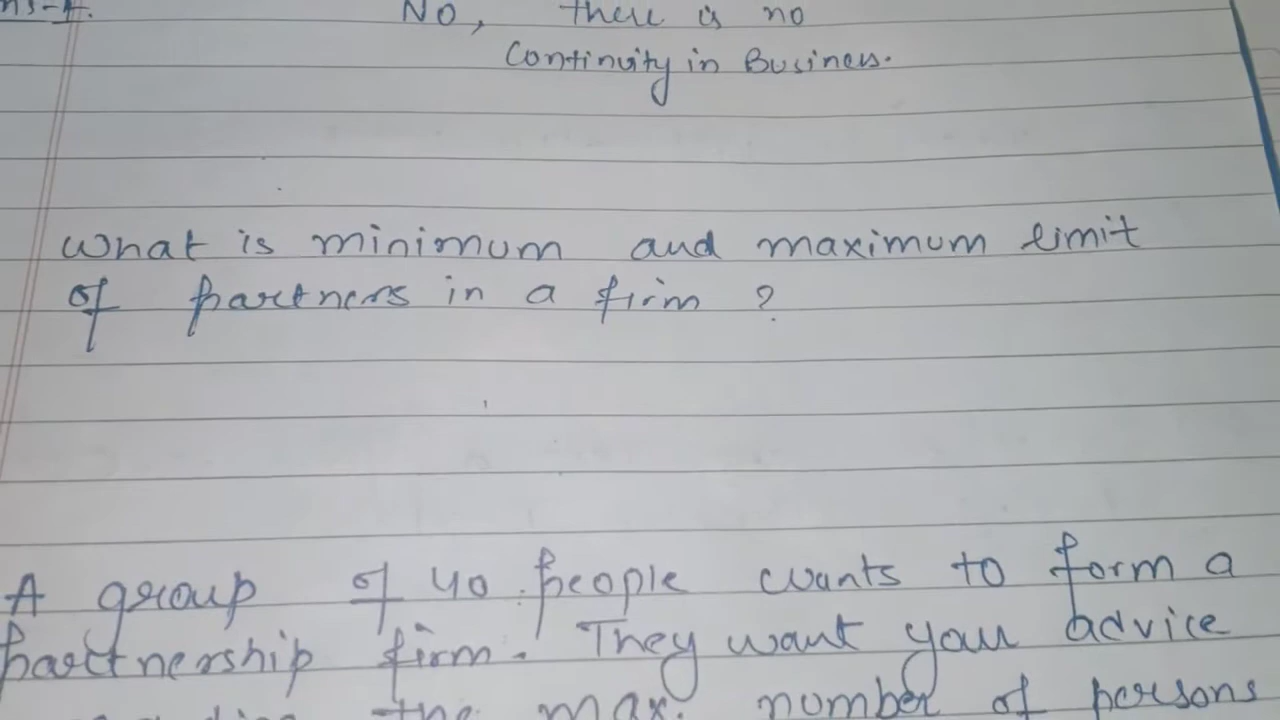 No, there is no
Continuity in Business.
What is minimum and maximum limit
of partners in a firm ?
A group of 40 people wants to form a
partnership firm. They want your advice
the max. number of persons